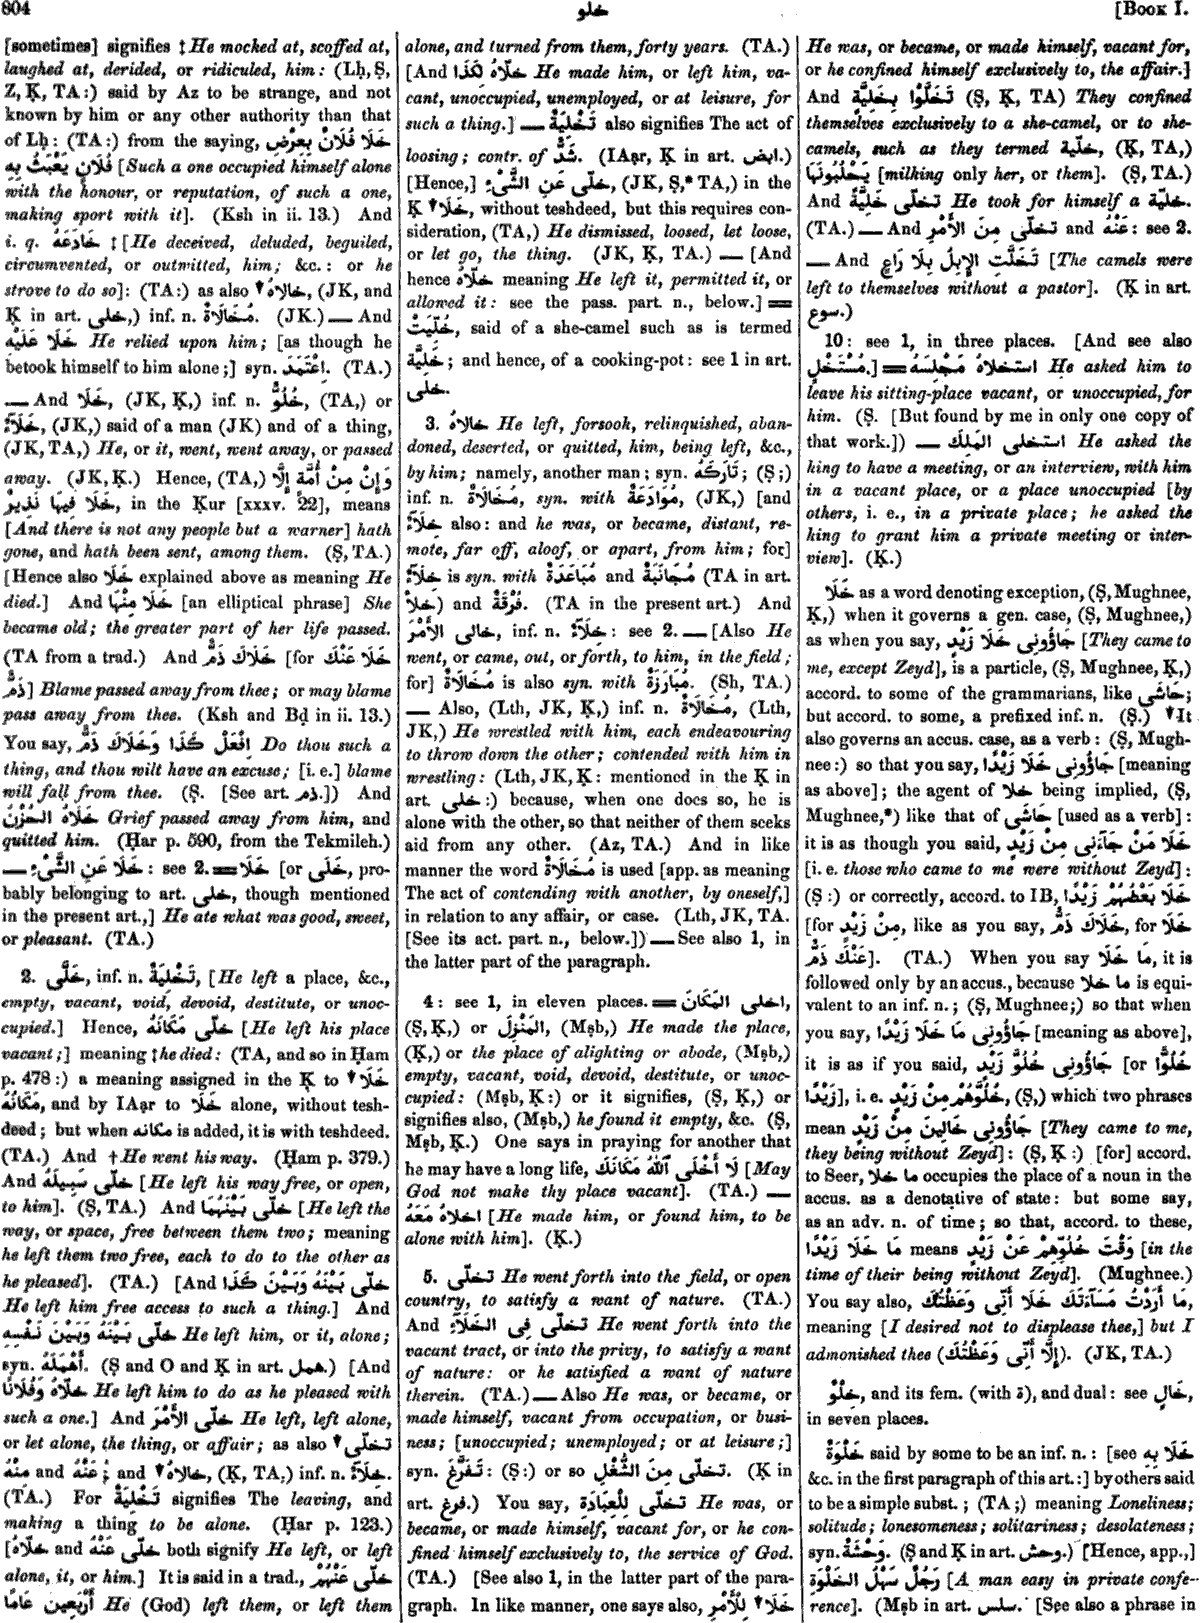 804
خلو
[BOOK I.
[sometimes] signifies ‡ He mocked at, scoffed at,
laughed at, derided, or ridiculed, him: (Lḥ, Ṣ,
Z, Ḳ, TA:) said by Az to be strange, and not
known by him or any other authority than that
of Lḥ: (TA:) from the saying, خَلَا فُلَانٌ بِعِرْضِ
فُلَانٍ يَعْبَثُ بِهِ [Such a one occupied himself alone
with the honour, or reputation, of such a one,
making sport with it]. (Ksh in ii. 13.) And
i. q. خَادَعَهُ ‡ [He deceived, deluded, beguiled,
circumvented, or outwitted, him; &c.: or he
strove to do so]: (TA:) as also ▼ خالاهُ, (JK, and
Ḳ in art. خلى,) inf. n. مُخَالَاةٌ. (JK.) — And
خَلَا عَلَيْهِ He relied upon him; [as though he
betook himself to him alone;] syn. اِعْتَمَدَ. (TA.)
— And خَلَا, (JK, Ḳ,) inf. n. خُلُوٌّ, (TA,) or
خَلَآءٌ, (JK,) said of a man (JK) and of a thing,
(JK, TA,) He, or it, went, went away, or passed
away. (JK, Ḳ.) Hence, (TA,) وَإِنْ مِنْ أُمَّةٍ إِلَّا
خَلَا فِيهَا نَذِيرٌ, in the Ḳur [xxxv. 22], means
[And there is not any people but a warner] hath
gone, and hath been sent, among them. (Ṣ, TA.)
[Hence also خَلَا explained above as meaning He
died.] And خَلَا مِنْهَا [an elliptical phrase] She
became old; the greater part of her life passed.
(TA from a trad.) And خَلَاكَ ذَمٌّ [for خَلَا عَنْكَ
ذَمٌّ] Blame passed away from thee; or may blame
pass away from thee. (Ksh and Bḍ in ii. 13.)
You say, افْعَلْ كَذَا وَخَلَاكَ ذَمٌّ Do thou such a
thing, and thou wilt have an excuse; [i. e.] blame
will fall from thee. (Ṣ. [See art. ذم.]) And
خَلَاهُ الحُزْنُ Grief passed away from him, and
quitted him. (Ḥar p. 590, from the Tekmileh.)
— خَلَا عَنِ الشَّىْءِ: see 2. = خَلَا [or خَلَى, pro-
bably belonging to art. خلى, though mentioned
in the present art.,] He ate what was good, sweet,
or pleasant. (TA.)
2. خَلَّى, inf. n. تَخْلِيَةٌ, [He left a place, &c.,
empty, vacant, void, devoid, destitute, or unoc-
cupied.] Hence, خَلَّى مَكَانَهُ [He left his place
vacant;] meaning ‡ he died: (TA, and so in Ḥam
p. 478:) a meaning assigned in the Ḳ to ▼ خَلَا
مَكَانُهُ, and by IAạr to خَلَا alone, without tesh-
deed; but when مكانه is added, it is with teshdeed.
(TA.) And † He went his way. (Ḥam p. 379.)
And خَلَّى سَبِيلَهُ [He left his way free, or open,
to him]. (Ṣ, TA.) And خَلَّى بَيْنَهُمَا [He left the
way, or space, free between them two; meaning
he left them two free, each to do to the other as
he pleased]. (TA.) [And خَلَّى بَيْنَهُ وَبَيْنَ كَذَا
He left him free access to such a thing.] And
خَلَّى بَيْنَهُ وَبَيْنَ نَفْسِهِ He left him, or it, alone;
syn. أَهْمَلَهُ. (Ṣ and O and Ḳ in art. همل.) [And
خَلَّاهُ وَفُلَانًا He left him to do as he pleased with
such a one.] And خَلَّى الأَمْرَ He left, left alone,
or let alone, the thing, or affair; as also ▼ تخلّى
منْهُ and عَنْهُ; and ▼ خالاهُ, (Ḳ, TA,) inf. n. خِلَآءٌ.
(TA.) For تَخْلِيَةٌ signifies The leaving, and
making a thing to be alone. (Ḥar p. 123.)
[خَلَّاهُ and خَلَّى عَنْهُ both signify He left, or left
alone, it, or him.] It is said in a trad., خَلَّى عَنْهُمْ
أَرْبَعِينَ عَامًا He (God) left them, or left them
alone, and turned from them, forty years. (TA.)
[And خَلَّاهُ لِكَذَا He made him, or left him, va-
cant, unoccupied, unemployed, or at leisure, for
such a thing.] — تَخْلِيَةٌ also signifies The act of
loosing; contr. of شَدٌّ. (IAạr, Ḳ in art. ابض.)
[Hence,] خَلَّى عَنِ الشَّىْءِ, (JK, Ṣ,* TA,) in the
Ḳ ▼ خَلَا, without teshdeed, but this requires con-
sideration, (TA,) He dismissed, loosed, let loose,
or let go, the thing. (JK, Ḳ, TA.) — [And
hence خَلَّاهُ meaning He left it, permitted it, or
allowed it: see the pass. part. n., below.] =
خُلِّيَتْ, said of a she-camel such as is termed
خَلِيَّة; and hence, of a cooking-pot: see 1 in art.
خلى.
3. خالاهُ He left, forsook, relinquished, aban-
doned, deserted, or quitted, him, being left, &c.,
by him; namely, another man; syn. تَارَكَهُ; (Ṣ;)
inf. n. مُخَالَاةٌ, syn. with مُوَادَعَةٌ, (JK,) [and
خِلَآءٌ also: and he was, or became, distant, re-
mote, far off, aloof, or apart, from him; for]
خِلَآءٌ is syn. with مُبَاعَدَةٌ and مُجَانَبَةٌ (TA in art.
خلأ) and فُرْقَةٌ. (TA in the present art.) And
خالى الأَمْرَ, inf. n. خِلَآءٌ: see 2. — [Also He
went, or came, out, or forth, to him, in the field;
for] مُخَالَاةٌ is also syn. with مُبَارَزَةٌ. (Sh, TA.)
— Also, (Lth, JK, Ḳ,) inf. n. مُخَالَاةٌ, (Lth,
JK,) He wrestled with him, each endeavouring
to throw down the other; contended with him in
wrestling: (Lth, JK, Ḳ: mentioned in the Ḳ in
art. خلى:) because, when one does so, he is
alone with the other, so that neither of them seeks
aid from any other. (Az, TA.) And in like
manner the word مُخَالَاةٌ is used [app. as meaning
The act of contending with another, by oneself,]
in relation to any affair, or case. (Lth, JK, TA.
[See its act. part. n., below.]) — See also 1, in
the latter part of the paragraph.
4: see 1, in eleven places. = اخلى المَكَانَ,
(Ṣ, Ḳ,) or المَنْزِلَ, (Mṣb,) He made the place,
(Ḳ,) or the place of alighting or abode, (Mṣb,)
empty, vacant, void, devoid, destitute, or unoc-
cupied: (Mṣb, Ḳ:) or it signifies, (Ṣ, Ḳ,) or
signifies also, (Mṣb,) he found it empty, &c. (Ṣ,
Mṣb, Ḳ.) One says in praying for another that
he may have a long life, لَا أَخْلَى ٱللّٰهُ مَكَانَكَ [May
God not make thy place vacant]. (TA.) —
اخلاهُ مَعَهُ [He made him, or found him, to be
alone with him]. (Ḳ.)
5. تخلّى He went forth into the field, or open
country, to satisfy a want of nature. (TA.)
And تخلّى فِى الخَلَآءِ He went forth into the
vacant tract, or into the privy, to satisfy a want
of nature: or he satisfied a want of nature
therein. (TA.) — Also He was, or became, or
made himself, vacant from occupation, or busi-
ness; [unoccupied; unemployed; or at leisure;]
syn. تَفَرَّغَ: (Ṣ:) or so تخلّى مِنَ الشُّغْلِ. (Ḳ in
art. فرغ.) You say, تخلّى لِلْعِبَادَةِ He was, or
became, or made himself, vacant for, or he con-
fined himself exclusively to, the service of God.
(TA.) [See also 1, in the latter part of the para-
graph. In like manner, one says also, ▼ خَلَا لِلْأَمْرِ
He was, or became, or made himself, vacant for,
or he confined himself exclusively to, the affair.]
And تَخَلَّوْا بِخَلِيَّةٍ (Ṣ, Ḳ, TA) They confined
themselves exclusively to a she-camel, or to she-
camels, such as they termed خليّة, (Ḳ, TA,)
يَحْلُبُونَهَا [milking only her, or them]. (Ṣ, TA.)
And تخلّى خَلِيَّةً He took for himself a خليّة.
(TA.) — And تخلّى مِنَ الأَمْرِ and عَنْهُ: see 2.
— And تَخَلَّتِ الإِبِلُ بِلَا رَاعٍ [The camels were
left to themselves without a pastor]. (Ḳ in art.
سوع.)
10: see 1, in three places. [And see also
مُسْتَخْلٍ.] = استخلاهُ مَجْلِسَهُ He asked him to
leave his sitting-place vacant, or unoccupied, for
him. (Ṣ. [But found by me in only one copy of
that work.]) — استخلى المَلِكَ He asked the
king to have a meeting, or an interview, with him
in a vacant place, or a place unoccupied [by
others, i. e., in a private place; he asked the
king to grant him a private meeting or inter-
view]. (Ḳ.)
خَلَا as a word denoting exception, (Ṣ, Mughnee,
Ḳ,) when it governs a gen. case, (Ṣ, Mughnee,)
as when you say, جَاؤُونِى خَلَا زَيْدٍ [They came to
me, except Zeyd], is a particle, (Ṣ, Mughnee, Ḳ,)
accord. to some of the grammarians, like حَاشَى;
but accord. to some, a prefixed inf. n. (Ṣ.) ▼ It
also governs an accus. case, as a verb: (Ṣ, Mugh-
nee:) so that you say, جَاؤُونِى خَلَا زَيْدًا [meaning
as above]; the agent of خلا being implied, (Ṣ,
Mughnee,*) like that of حَاشَى [used as a verb]:
it is as though you said, خَلَا مَنْ جَآءَنِى مِنْ زَيْدٍ
[i. e. those who came to me were without Zeyd]:
(Ṣ:) or correctly, accord. to IB, خَلَا بَعْضُهُمْ زَيْدًا
[for مِنْ زَيْدٍ, like as you say, خَلَاكَ ذَمٌّ, for خَلَا
عَنْكَ ذَمٌّ]. (TA.) When you say مَا خَلَا, it is
followed only by an accus., because ما خلا is equi-
valent to an inf. n.; (Ṣ, Mughnee;) so that when
you say, جَاؤُونِى مَا خَلَا زَيْدًا [meaning as above],
it is as if you said, جَاؤُونِى خُلُوَّ زَيْدٍ [or خُلُوًّا
زَيْدًا], i. e. خُلُوَّهُمْ مِنْ زَيْدٍ, (Ṣ,) which two phrases
mean جَاؤُونِى خَالِينَ مِنْ زَيْدٍ [They came to me,
they being without Zeyd]: (Ṣ, Ḳ:) [for] accord.
to Seer, ما خلا occupies the place of a noun in the
accus. as a denotative of state: but some say,
as an adv. n. of time; so that, accord. to these,
مَا خَلَا زَيْدًا means وَقْتَ خُلُوِّهِمْ عَنْ زَيْدٍ [in the
time of their being without Zeyd]. (Mughnee.)
You say also, مَا أَرَدْتُ مَسَآءَتَكَ خَلَا أَنِّى وَعَظْتُكَ,
meaning [I desired not to displease thee,] but I
admonished thee (إِلَّا أَنِّى وَعَظْتُكَ). (JK, TA.)
خِلْوٌ, and its fem. (with ة), and dual: see خَالٍ,
in seven places.
خَلْوَةٌ said by some to be an inf. n.: [see خَلَا بِهِ
&c. in the first paragraph of this art.:] by others said
to be a simple subst.; (TA;) meaning Loneliness;
solitude; lonesomeness; solitariness; desolateness;
syn. وَحْشَةٌ. (Ṣ and Ḳ in art. وحش.) [Hence, app.,]
رَجُلٌ سَهْلُ الخَلْوَةِ [A man easy in private confe-
rence]. (Mṣb in art. سلس. [See also a phrase in